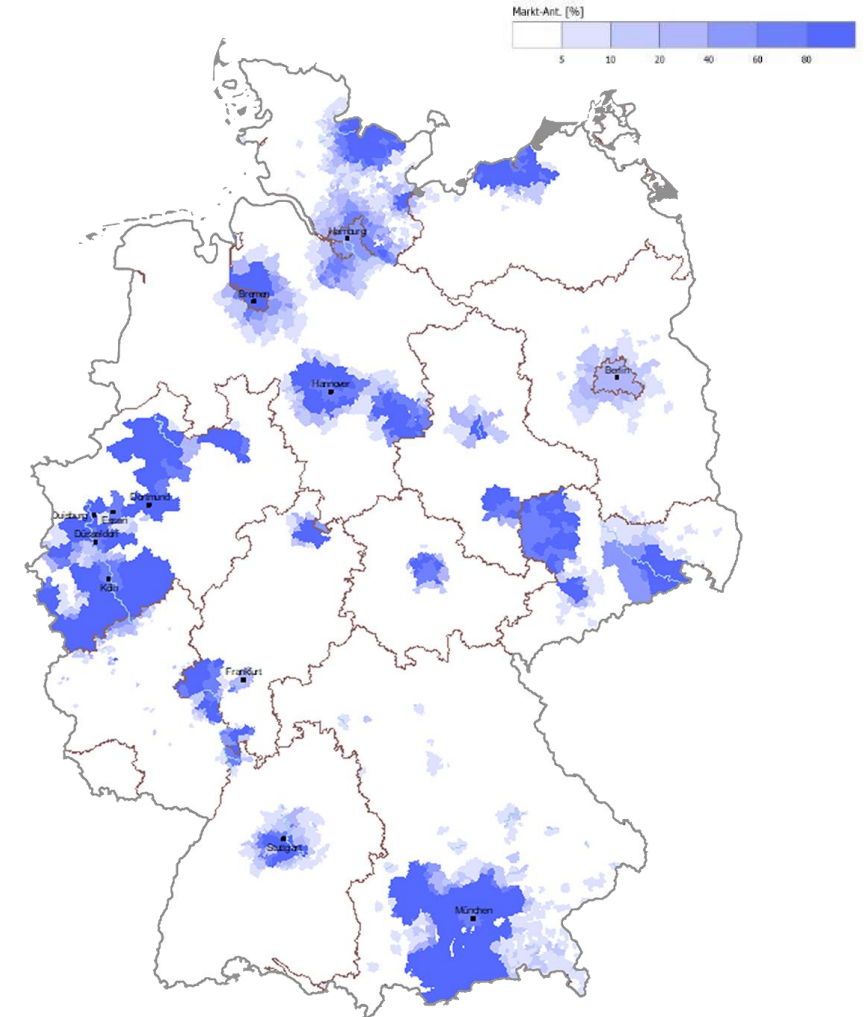 Markt-Ant. [%]
5 10 20 40 60 80
Hamburg
Bremen
Berlin
Hannover
Dortmund
Duisburg
Essen
Düsseldorf
Köln
Frankfurt
Stuttgart
München